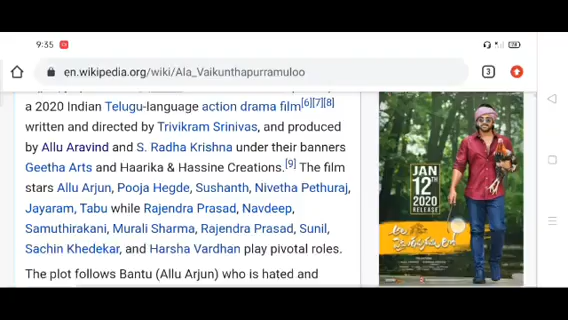 9:35
3
en.wikipedia.org/wiki/Ala_Vaikunthapurramuloo
a 2020 Indian Telugu-language action drama film[6][7][8]
written and directed by Trivikram Srinivas, and produced
by Allu Aravind and S. Radha Krishna under their banners
Geetha Arts and Haarika & Hassine Creations.[9] The film
stars Allu Arjun, Pooja Hegde, Sushanth, Nivetha Pethuraj,
Jayaram, Tabu while Rajendra Prasad, Navdeep,
Samuthirakani, Murali Sharma, Rajendra Prasad, Sunil,
Sachin Khedekar, and Harsha Vardhan play pivotal roles.
The plot follows Bantu (Allu Arjun) who is hated and
JAN
12TH
2020
RELEASE
అల
వైకుంఠపురములో